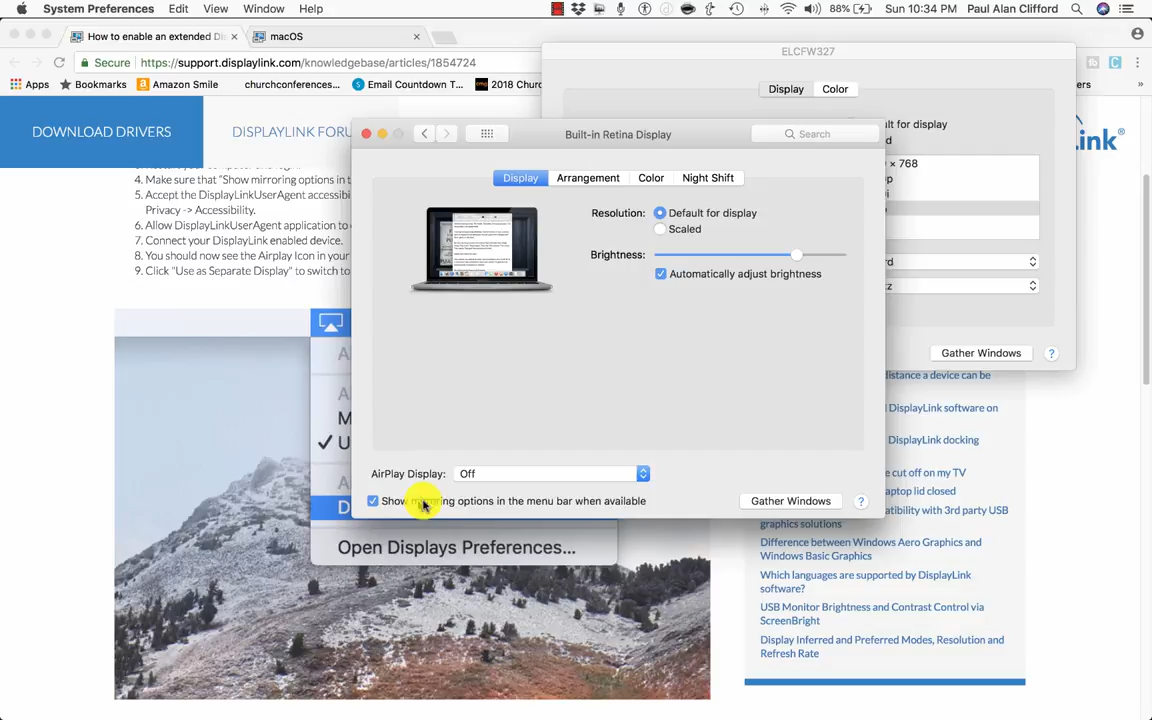 System Preferences Edit View Window Help 88% Sun 10:34 PM Paul Alan Clifford
How to enable an extended Di
macOS
Secure https://support.displaylink.com/knowledgebase/articles/1854724
Apps Bookmarks Amazon Smile churchconferences... Email Countdown T... 2018 Churc
ers »
ELCFW327
Display Color
ult for display
d
× 768
Gather Windows ?
DOWNLOAD DRIVERS
DISPLAYLINK FORU
ink®
4. Make sure that "Show mirroring options in t
5. Accept the DisplayLinkUserAgent accessibi
Privacy -> Accessibility.
6. Allow DisplayLinkUserAgent application to
7. Connect your DisplayLink enabled device.
8. You should now see the Airplay Icon in your
9. Click "Use as Separate Display" to switch to
Built-in Retina Display
Search
Display Arrangement Color Night Shift
Resolution: Default for display
Scaled
Brightness:
Automatically adjust brightness
AirPlay Display: Off
Show mirroring options in the menu bar when available
Gather Windows ?
Open Displays Preferences...
distance a device can be
DisplayLink software on
DisplayLink docking
e cut off on my TV
aptop lid closed
atibility with 3rd party USB
graphics solutions
Difference between Windows Aero Graphics and
Windows Basic Graphics
Which languages are supported by DisplayLink
software?
USB Monitor Brightness and Contrast Control via
ScreenBright
Display Inferred and Preferred Modes, Resolution and
Refresh Rate